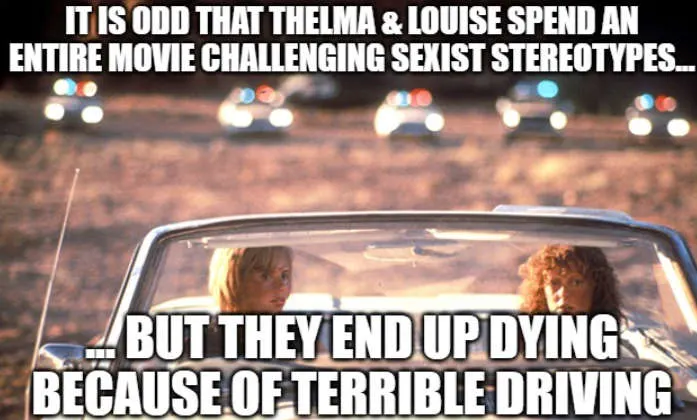 IT IS ODD THAT THELMA & LOUISE SPEND AN
ENTIRE MOVIE CHALLENGING SEXIST STEREOTYPES...
... BUT THEY END UP DYING
BECAUSE OF TERRIBLE DRIVING